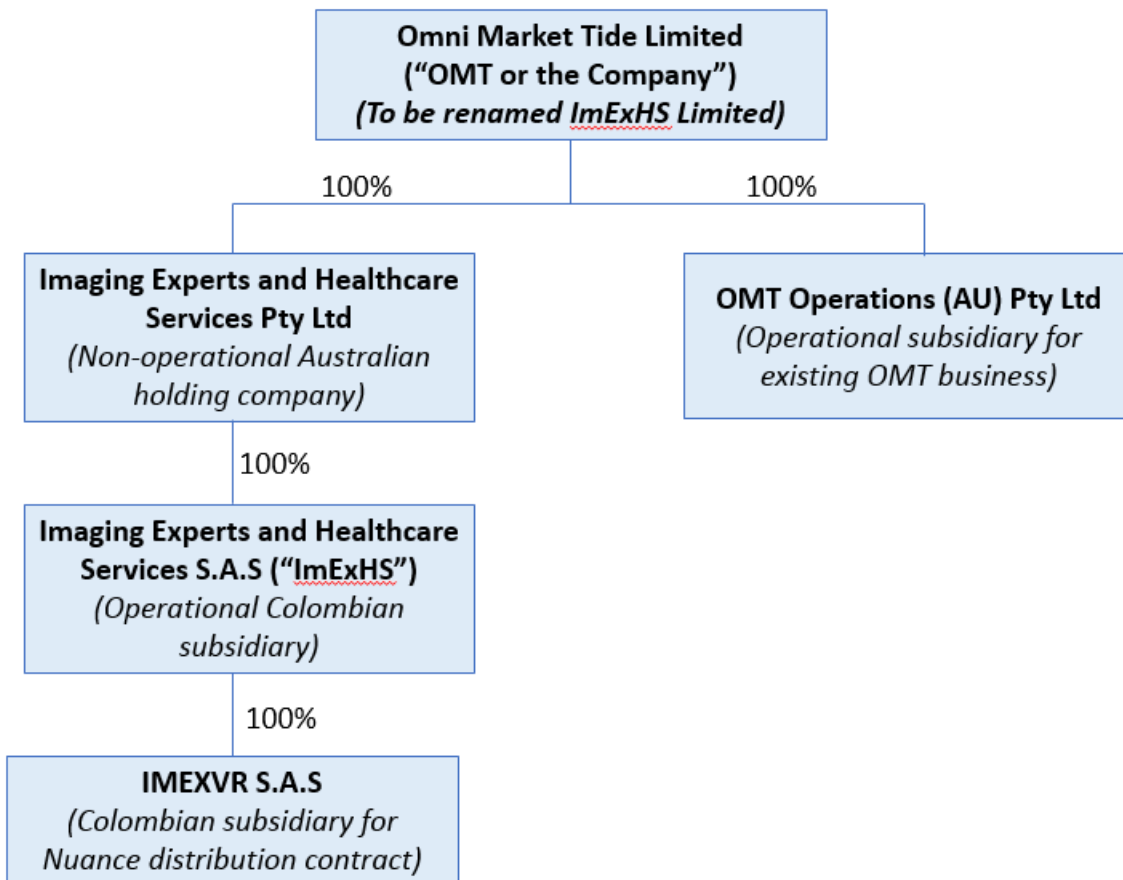 Omni Market Tide Limited
(“OMT or the Company”)
(To be renamed ImExHS Limited)
100%
100%
Imaging Experts and Healthcare
Services Pty Ltd
(Non-operational Australian
holding company)
OMT Operations (AU) Pty Ltd
(Operational subsidiary for
existing OMT business)
100%
Imaging Experts and Healthcare
Services S.A.S (“ImExHS”)
(Operational Colombian
subsidiary)
100%
IMEXVR S.A.S
(Colombian subsidiary for
Nuance distribution contract)